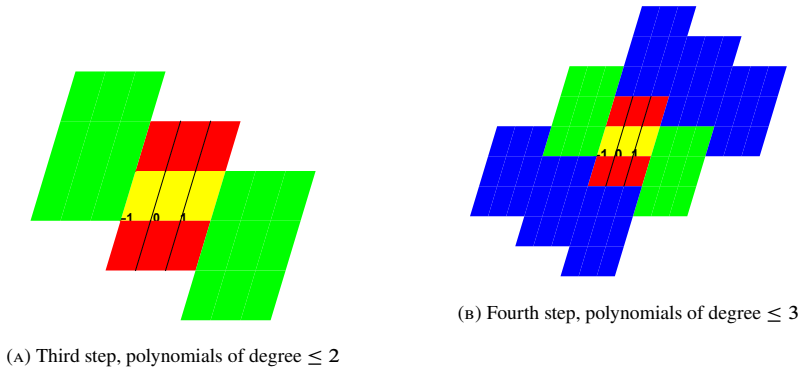 -1 0 1
-1 0 1
(A) Third step, polynomials of degree ≤ 2
(B) Fourth step, polynomials of degree ≤ 3